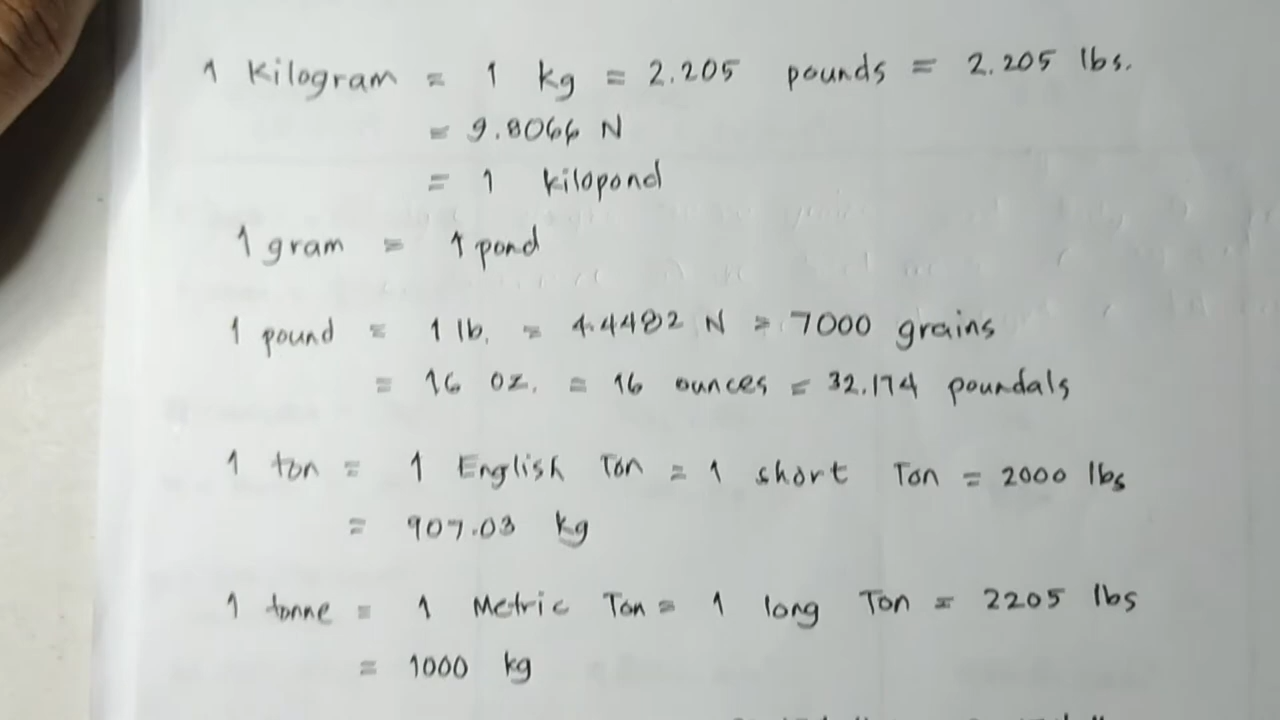 1 Kilogram = 1 kg = 2.205 pounds = 2.205 lbs.
= 9.8066 N
= 1 kilopond
1 gram = 1 pond
1 pound = 1 lb. = 4.4482 N = 7000 grains
= 16 oz. = 16 ounces = 32.174 poundals
1 ton = 1 English Ton = 1 short Ton = 2000 lbs
= 907.03 kg
1 tonne = 1 Metric Ton = 1 long Ton = 2205 lbs
= 1000 kg